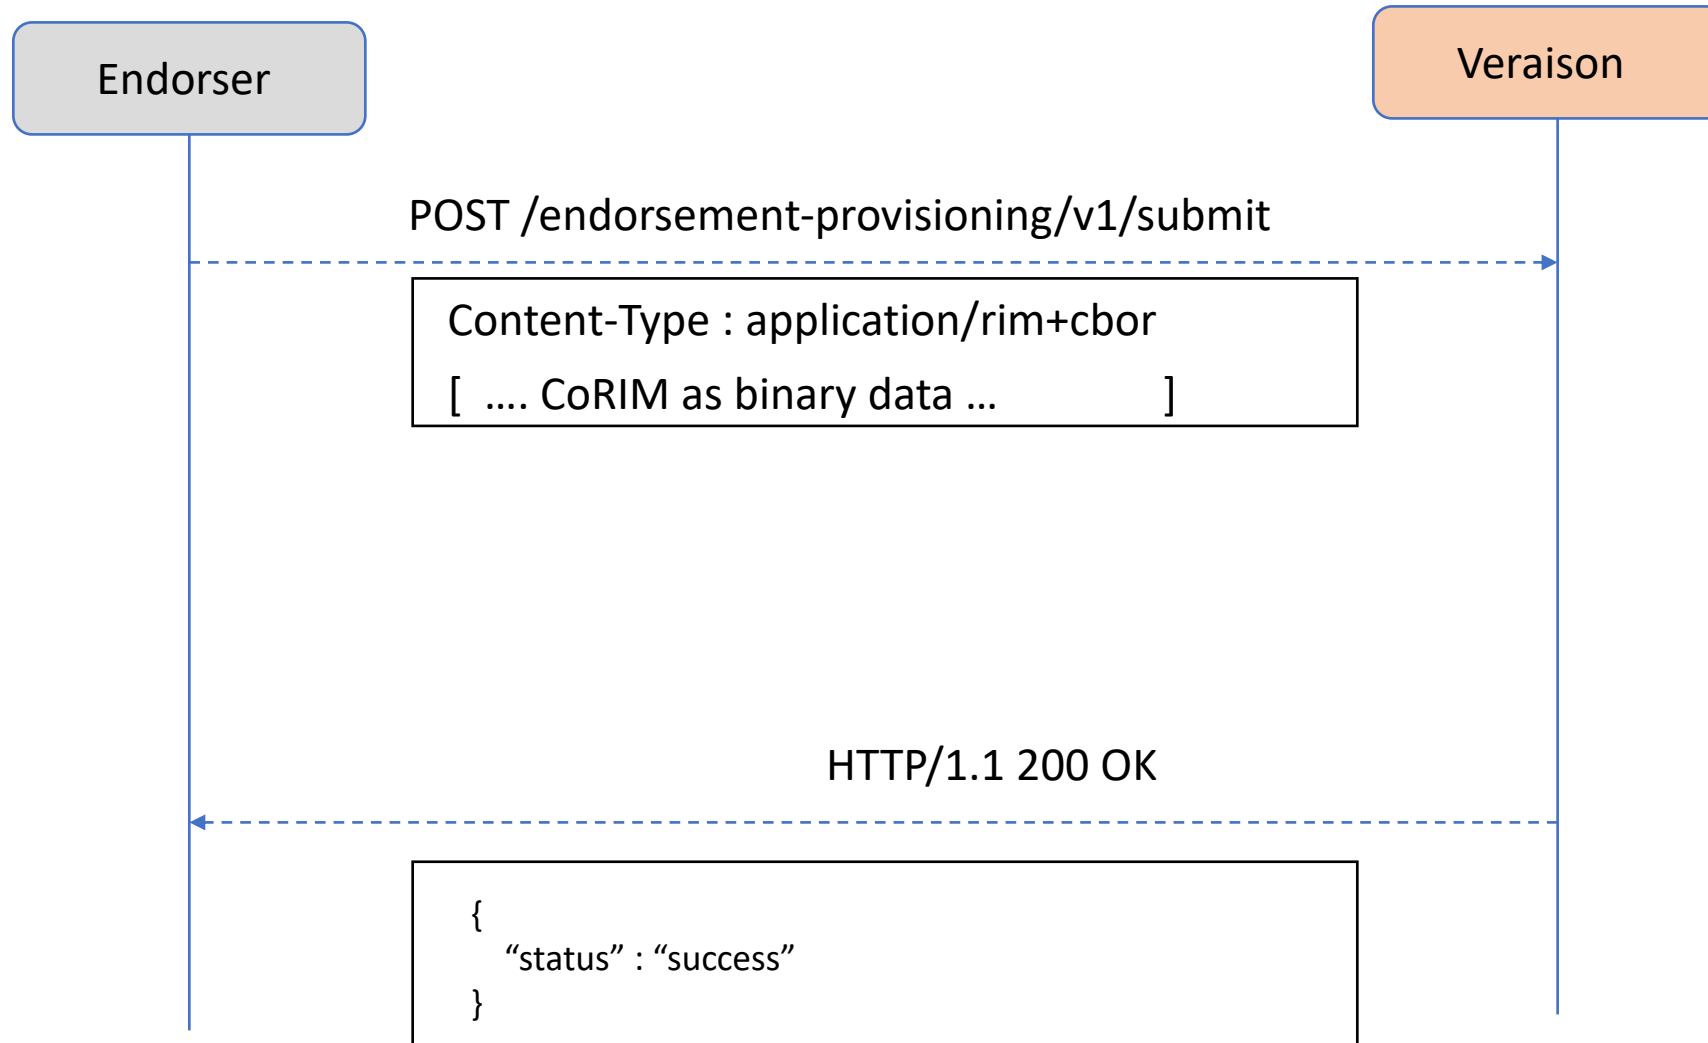 Endorser
Veraison
POST /endorsement-provisioning/v1/submit
Content-Type : application/rim+cbor
[ …. CoRIM as binary data … ]
HTTP/1.1 200 OK
{
“status” : “success”
}